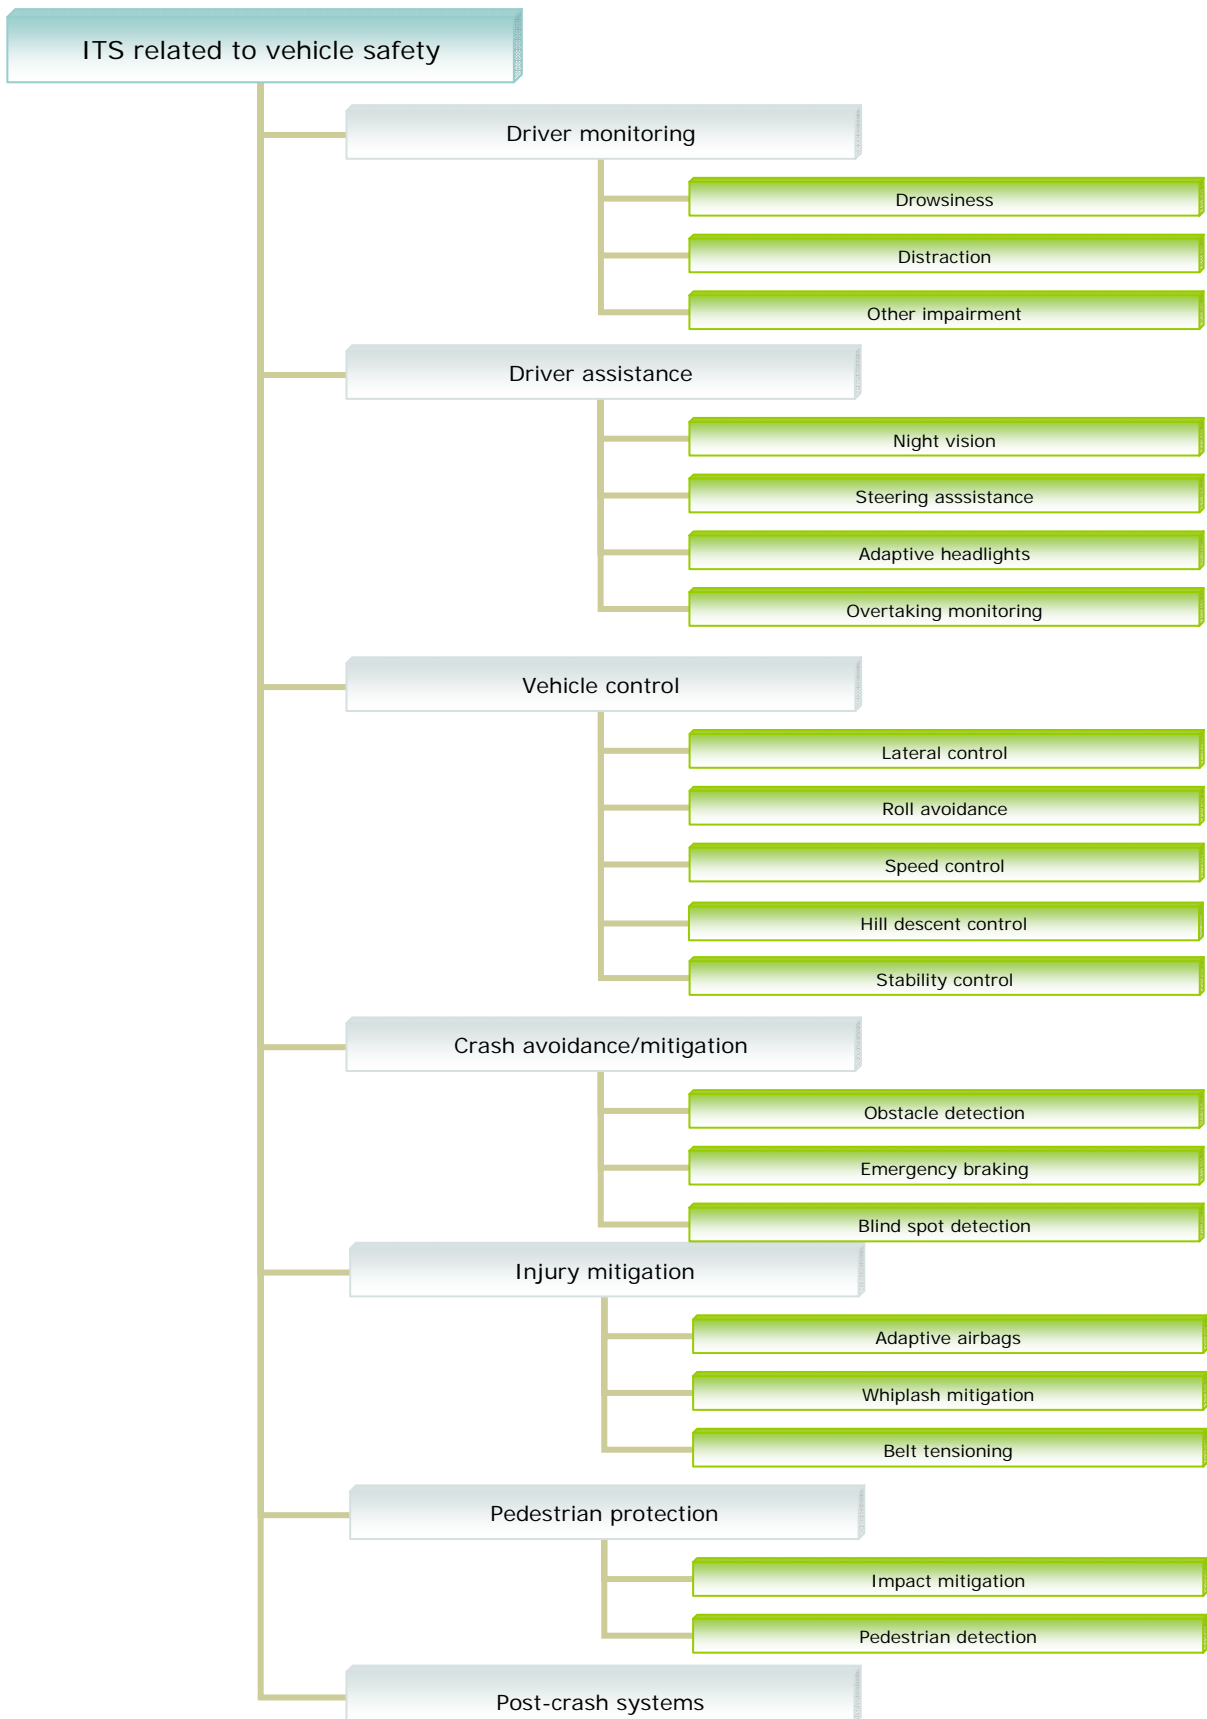 ITS related to vehicle safety
Driver monitoring
Drowsiness
Distraction
Other impairment
Driver assistance
Night vision
Steering asssistance
Adaptive headlights
Overtaking monitoring
Vehicle control
Lateral control
Roll avoidance
Speed control
Hill descent control
Stability control
Crash avoidance/mitigation
Obstacle detection
Emergency braking
Blind spot detection
Injury mitigation
Adaptive airbags
Whiplash mitigation
Belt tensioning
Pedestrian protection
Impact mitigation
Pedestrian detection
Post-crash systems